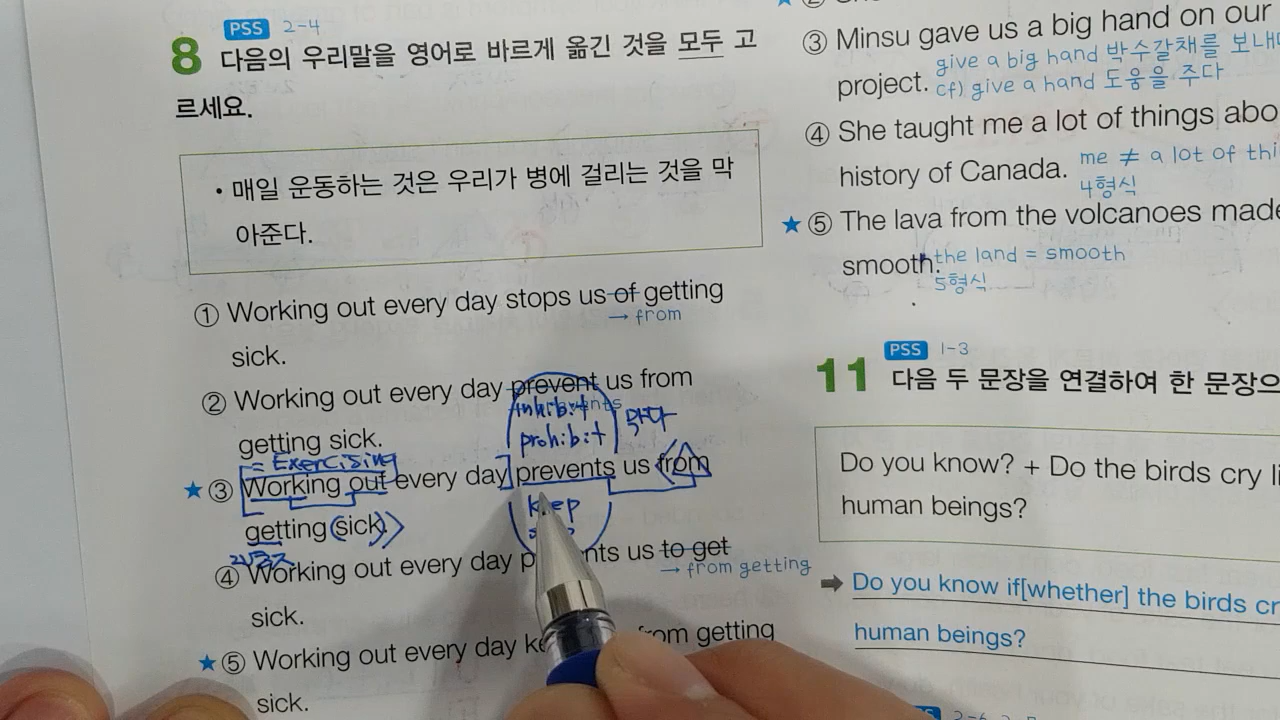 PSS 2-4
8 다음의 우리말을 영어로 바르게 옮긴 것을 모두 고
르세요.
• 매일 운동하는 것은 우리가 병에 걸리는 것을 막
아준다.
① Working out every day stops us of getting
→ from
sick.
② Working out every day prevent us from
inhibit
prohibit 막다
getting sick.
= Exercising
★ ③ Working out every day prevents us from
getting sick.
keep
④ Working out every day us to get
→ from getting
sick.
★ ⑤ Working out every day from getting
sick.
③ Minsu gave us a big hand on our
give a big hand 박수갈채를
project. cf) give a hand 도움을 주다
④ She taught me a lot of things
me ≠ a lot of
history of Canada.
4형식
★ ⑤ The lava from the volcanoes made
smooth. the land = smooth
5형식
PSS 1-3
11 다음 두 문장을 연결하여 한 문장으
Do you know? + Do the birds cry
human beings?
➡ Do you know if[whether] the birds
human beings?